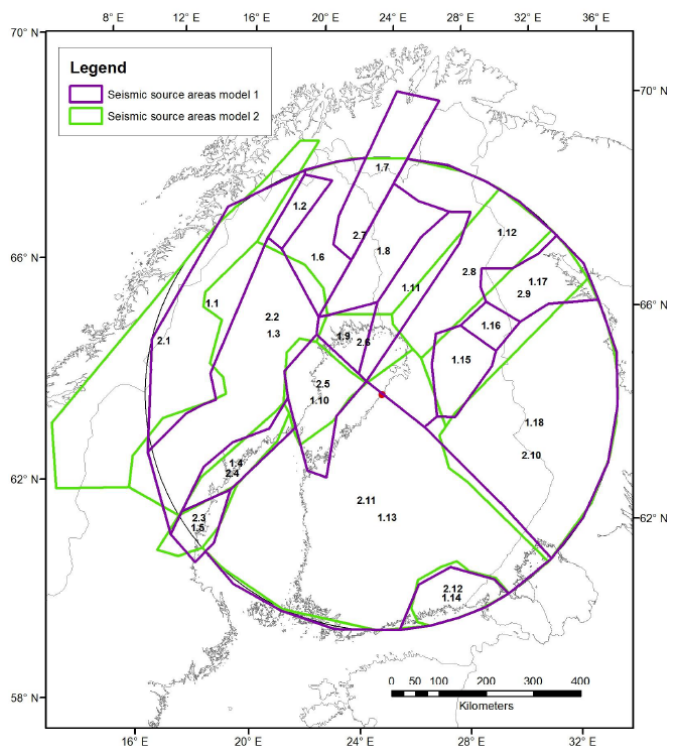 8° E 12° E 16° E 20° E 24° E 28° E 32° E 36° E
70° N
Legend
Seismic source areas model 1
Seismic source areas model 2
70° N
1.7
1.2
1.12
2.7
1.6
1.8
66° N
2.8
1.17
1.11
2.9
1.1
66° N
2.2
1.16
1.3
1.9
2.1
2.6
1.15
2.5
1.10
1.18
2.10
1.4
2.4
62° N
2.11
2.3
1.13
1.5
62° N
2.12
1.14
0 50 100 200 300 400
Kilometers
58° N
58° N
16° E 20° E 24° E 28° E 32° E